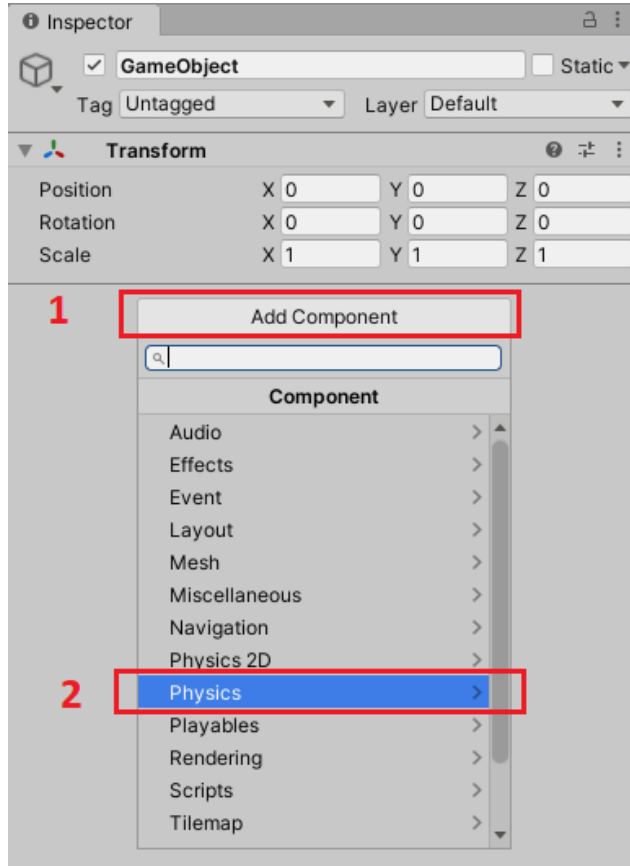 Inspector
GameObject Static
Tag Untagged Layer Default
Transform
Position X 0 Y 0 Z 0
Rotation X 0 Y 0 Z 0
Scale X 1 Y 1 Z 1
1 Add Component
Component
Audio
Effects
Event
Layout
Mesh
Miscellaneous
Navigation
Physics 2D
2 Physics
Playables
Rendering
Scripts
Tilemap